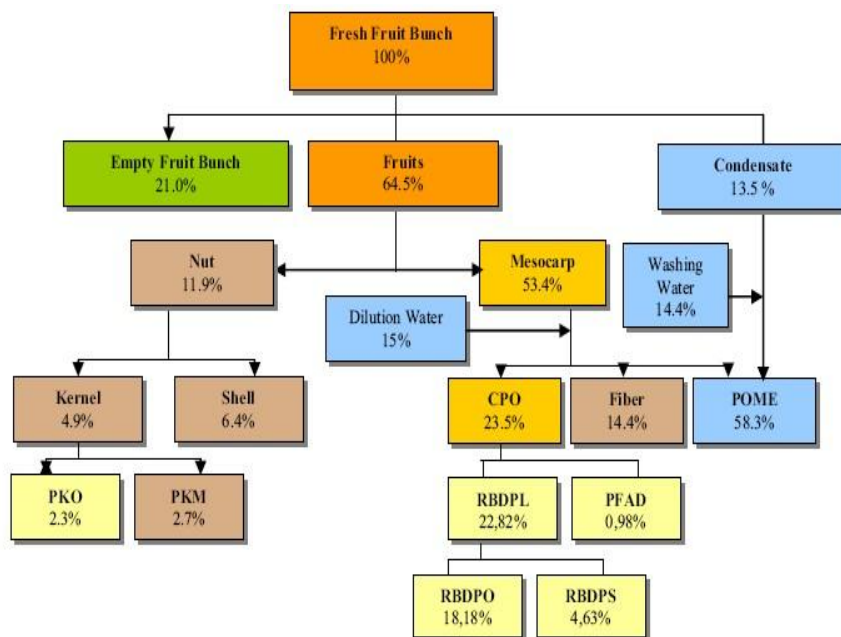 Fresh Fruit Bunch
100%
Empty Fruit Bunch
21.0%
Fruits
64.5%
Condensate
13.5 %
Nut
11.9%
Mesocarp
53.4%
Washing
Water
14.4%
Dilution Water
15%
Kernel
4.9%
Shell
6.4%
CPO
23.5%
Fiber
14.4%
POME
58.3%
PKO
2.3%
PKM
2.7%
RBDPL
22,82%
PFAD
0,98%
RBDPO
18,18%
RBDPS
4,63%